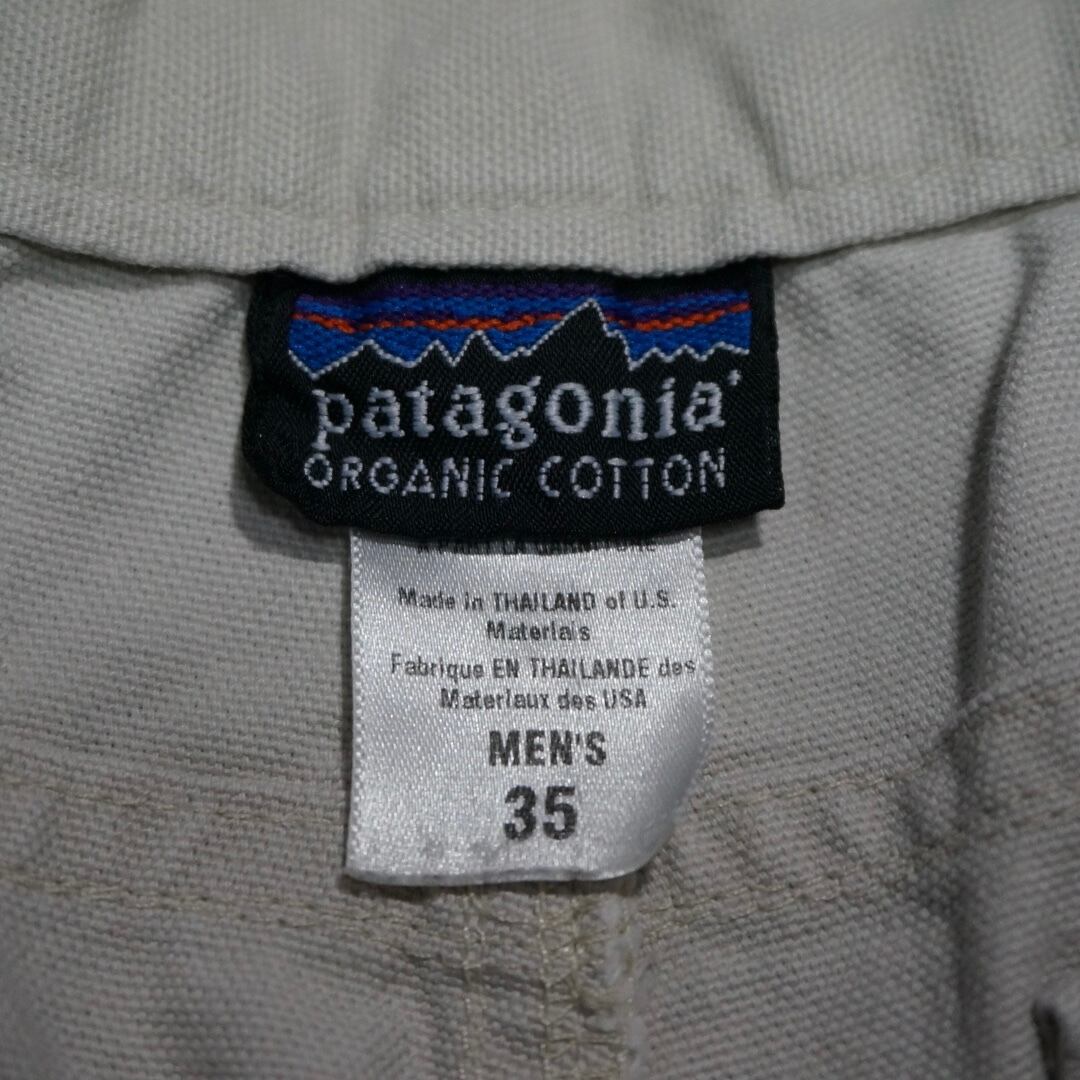 patagonia®
ORGANIC COTTON
Made in THAILAND of U.S.
Materials
Fabrique EN THAILANDE des
Materiaux des USA
MEN'S
35